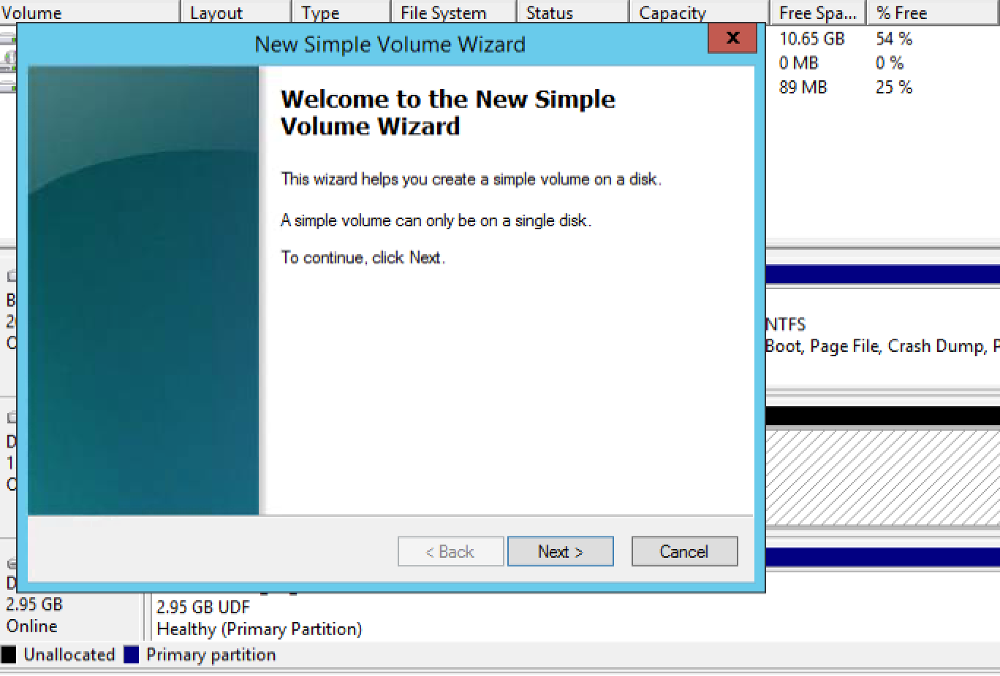 Volume Layout Type File System Status Capacity Free Spa... % Free
10.65 GB 54 %
0 MB 0 %
89 MB 25 %
New Simple Volume Wizard
Welcome to the New Simple
Volume Wizard
This wizard helps you create a simple volume on a disk.
A simple volume can only be on a single disk.
To continue, click Next.
< Back Next > Cancel
NTFS
Boot, Page File, Crash Dump, P
2.95 GB
Online
2.95 GB UDF
Healthy (Primary Partition)
Unallocated Primary partition